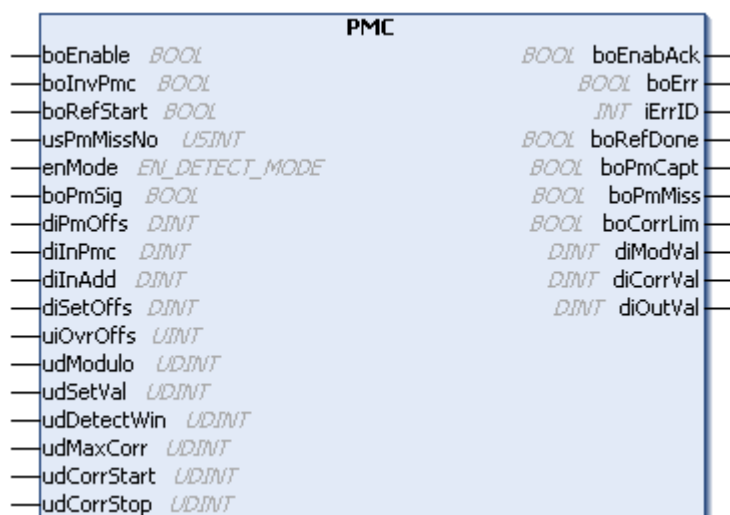 PMC
boEnable BOOL BOOL boEnabAck
boInvPmc BOOL BOOL boErr
boRefStart BOOL INT iErrID
usPmMissNo USINT BOOL boRefDone
enMode EN_DETECT_MODE BOOL boPmCapt
boPmSig BOOL BOOL boPmMiss
diPmOffs DINT BOOL boCorrLim
diInPmc DINT DINT diModVal
diInAdd DINT DINT diCorrVal
diSetOffs DINT DINT diOutVal
uiOvrOffs UINT
udModulo UDINT
udSetVal UDINT
udDetectWin UDINT
udMaxCorr UDINT
udCorrStart UDINT
udCorrStop UDINT